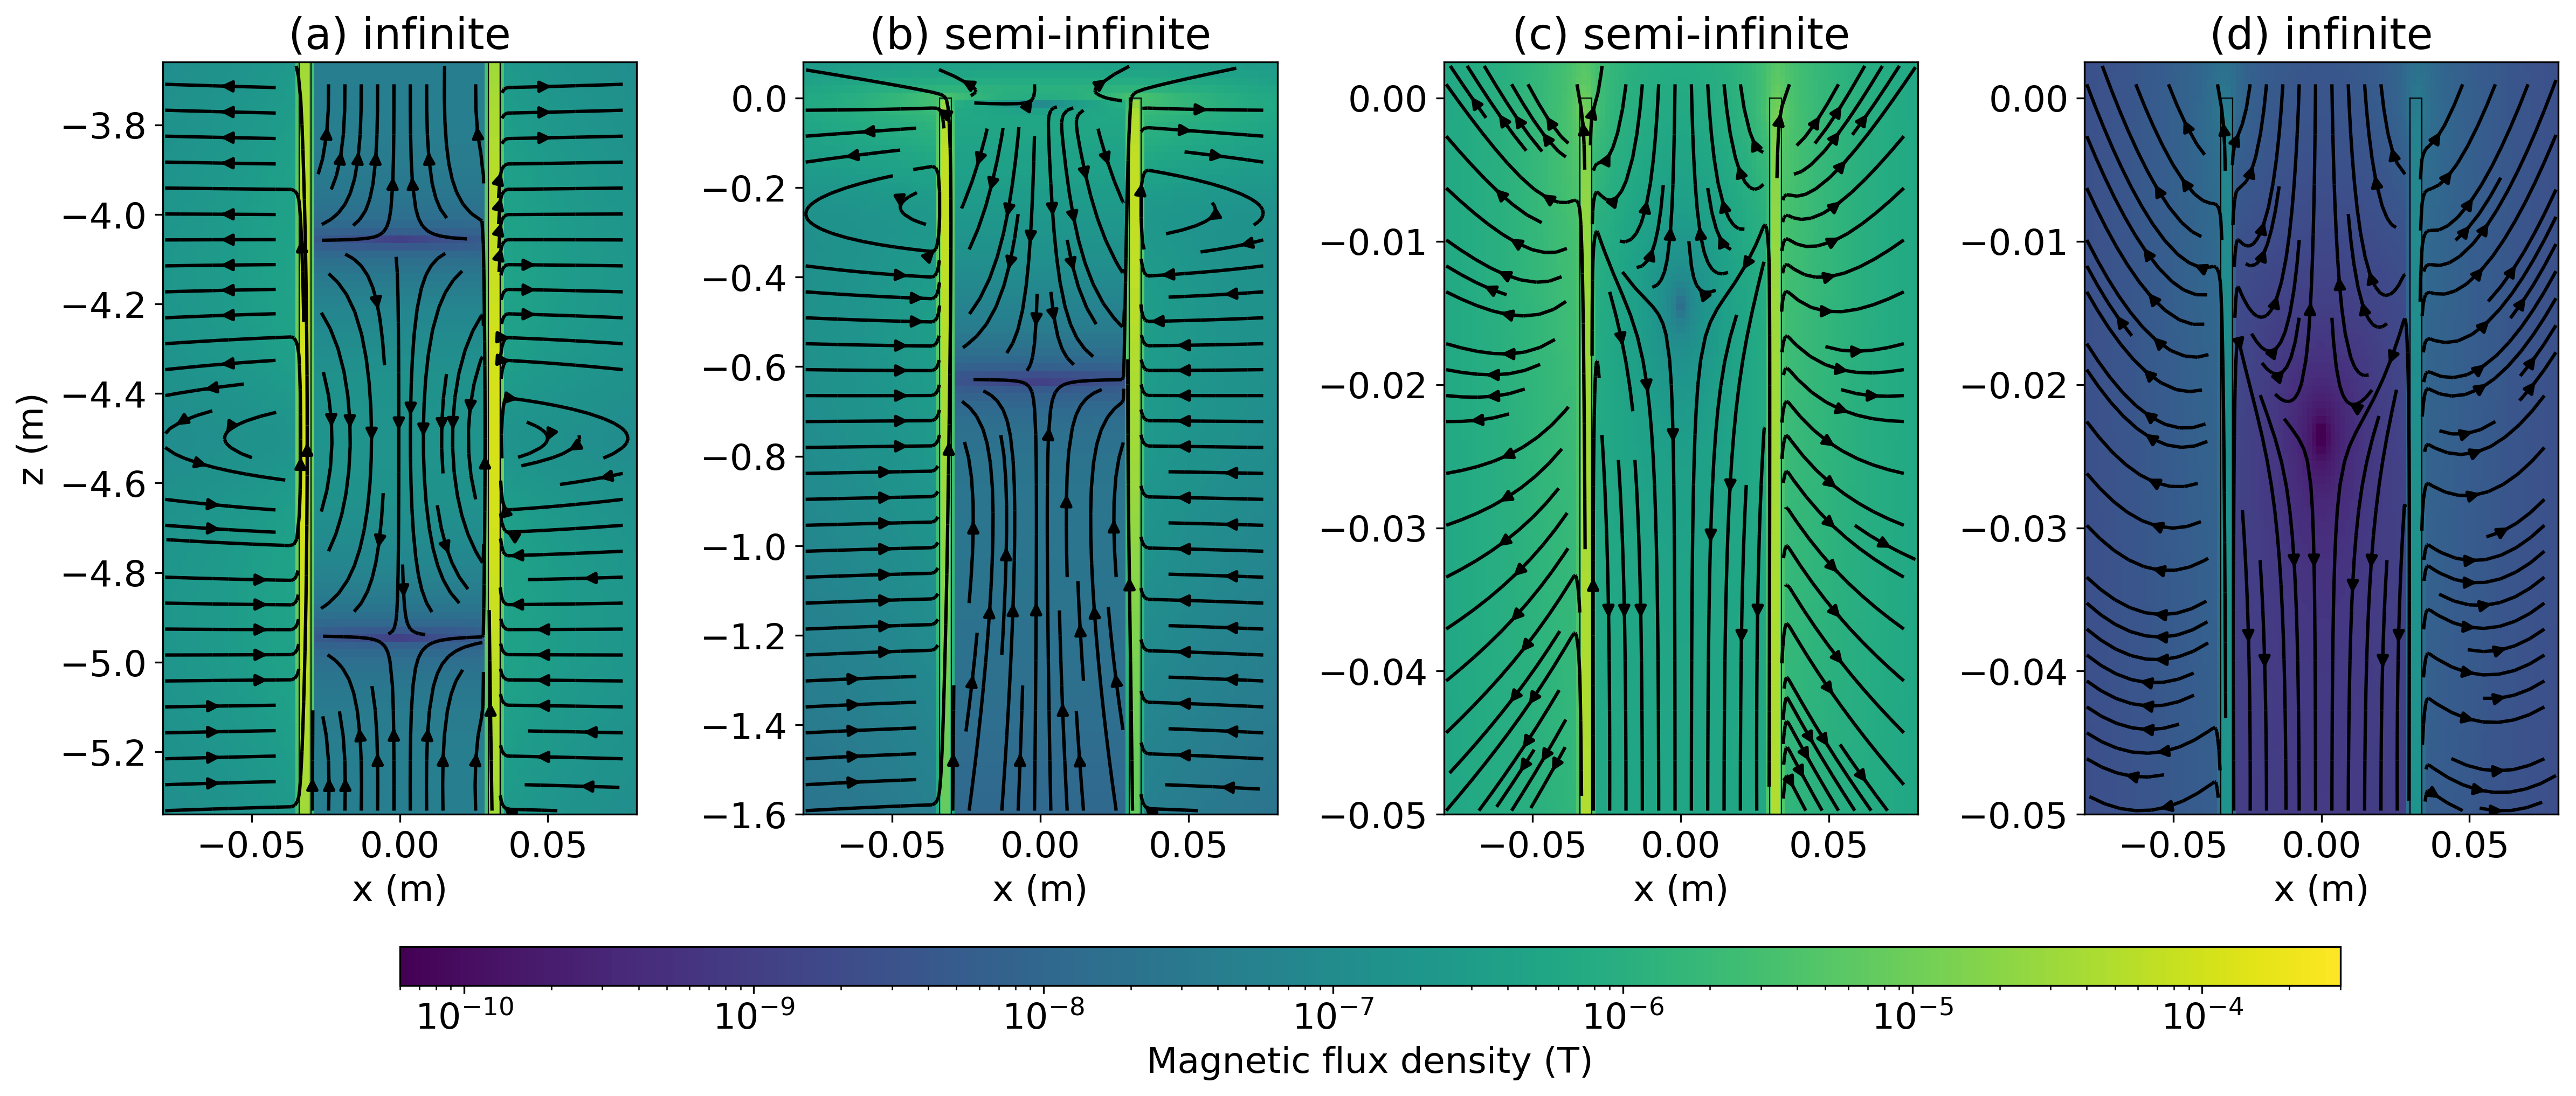 (a) infinite
(b) semi-infinite
(c) semi-infinite
(d) infinite
z (m)
−3.8
−4.0
−4.2
−4.4
−4.6
−4.8
−5.0
−5.2
0.0
−0.2
−0.4
−0.6
−0.8
−1.0
−1.2
−1.4
−1.6
0.00
−0.01
−0.02
−0.03
−0.04
−0.05
0.00
−0.01
−0.02
−0.03
−0.04
−0.05
−0.05 0.00 0.05
−0.05 0.00 0.05
−0.05 0.00 0.05
−0.05 0.00 0.05
x (m)
x (m)
x (m)
x (m)
10⁻¹⁰ 10⁻⁹ 10⁻⁸ 10⁻⁷ 10⁻⁶ 10⁻⁵ 10⁻⁴
Magnetic flux density (T)